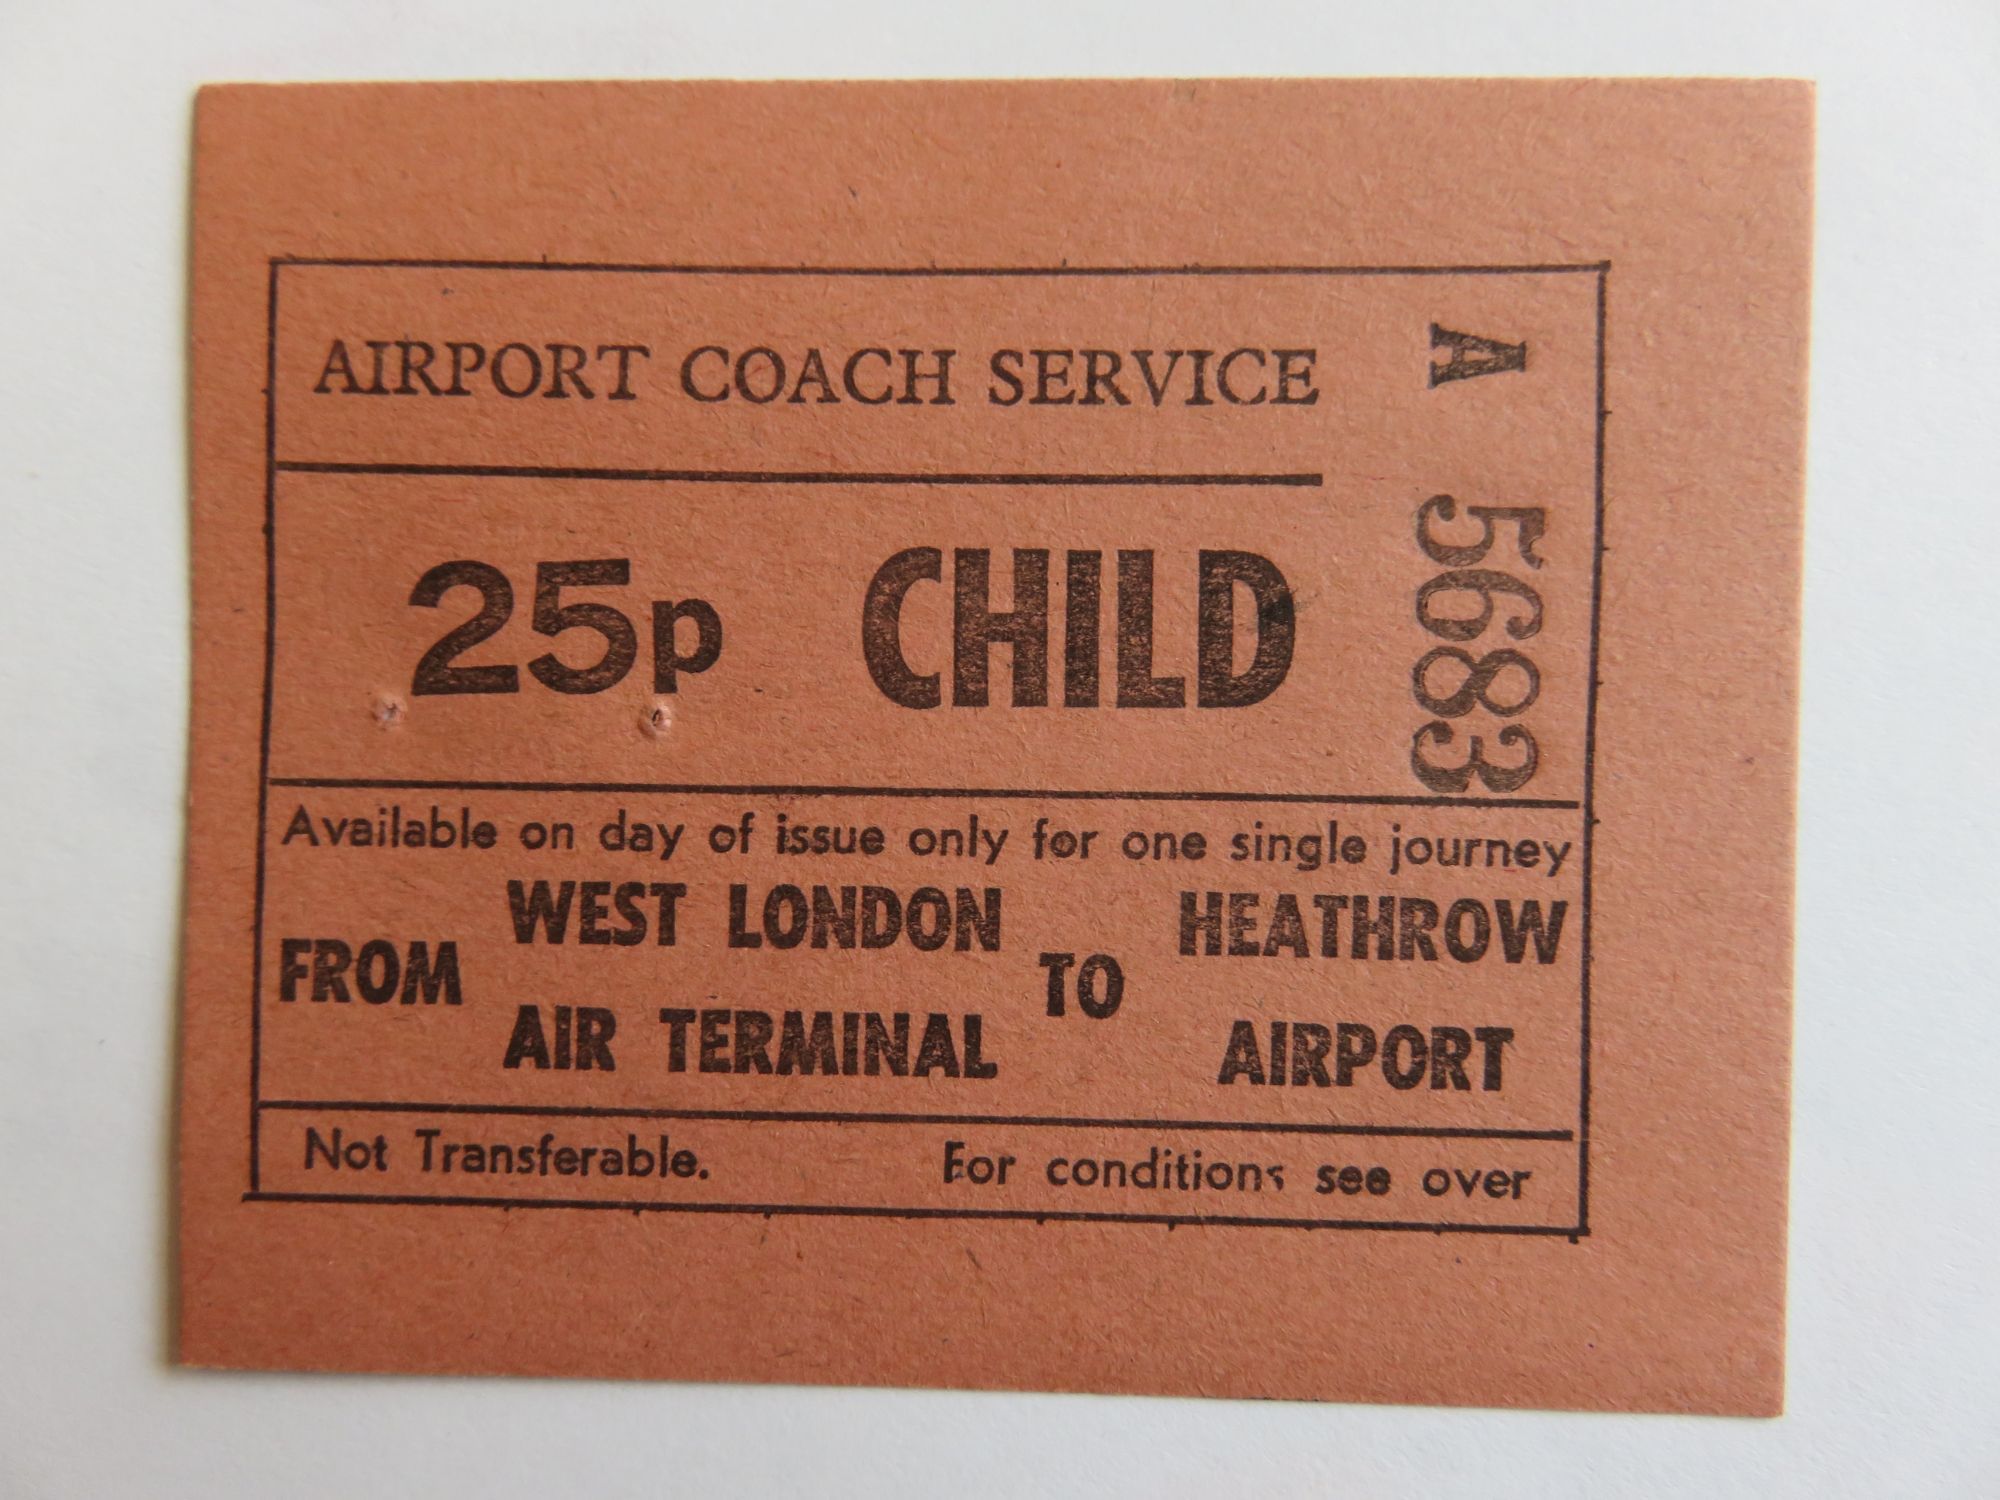 AIRPORT COACH SERVICE
A 5683
25p CHILD
Available on day of issue only for one single journey
FROM WEST LONDON AIR TERMINAL TO HEATHROW AIRPORT
Not Transferable. For conditions see over